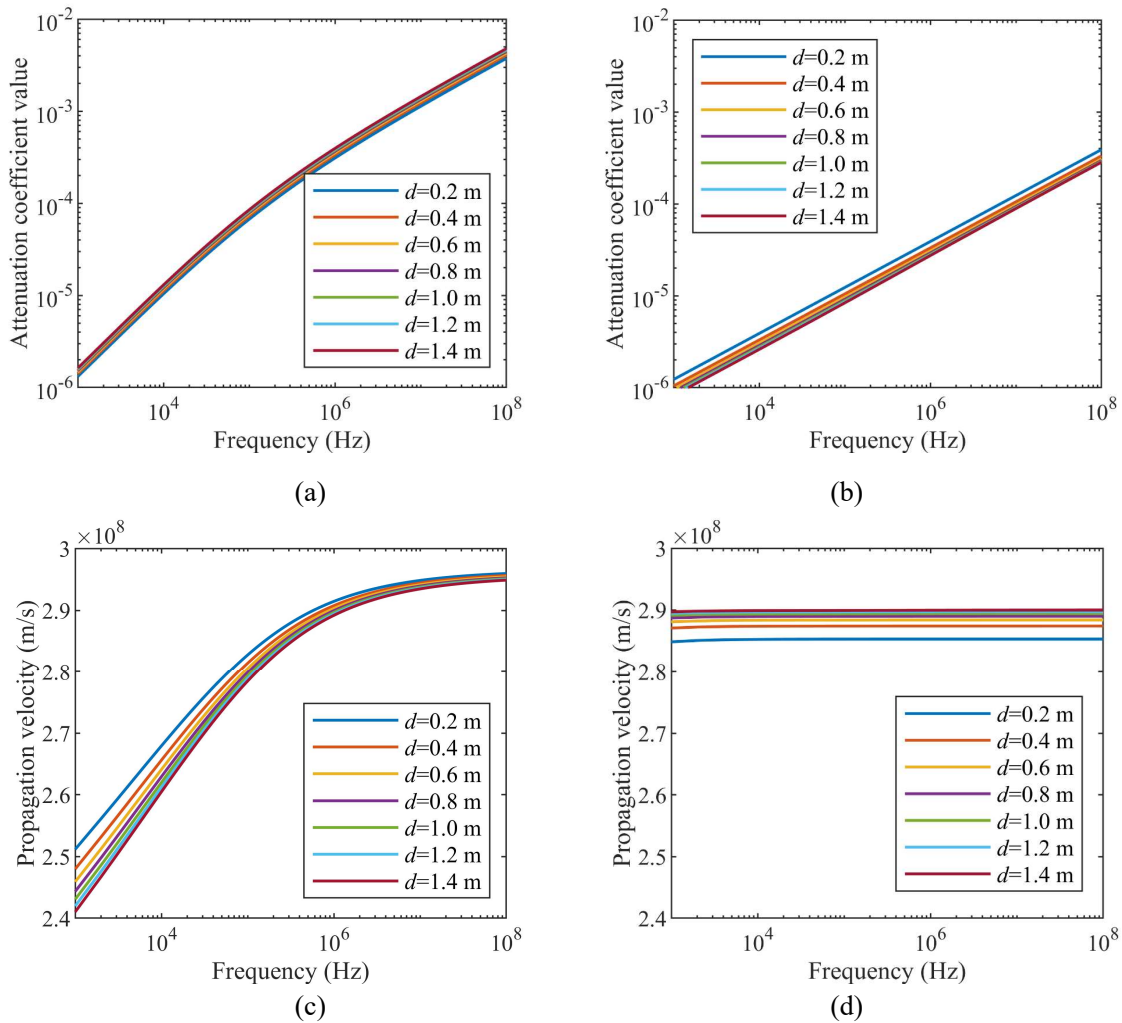 10^-2
10^-3
10^-4
10^-5
10^-6
Attenuation coefficient value
d=0.2 m
d=0.4 m
d=0.6 m
d=0.8 m
d=1.0 m
d=1.2 m
d=1.4 m
10^4
10^6
10^8
Frequency (Hz)
(a)
10^-2
10^-3
10^-4
10^-5
10^-6
Attenuation coefficient value
d=0.2 m
d=0.4 m
d=0.6 m
d=0.8 m
d=1.0 m
d=1.2 m
d=1.4 m
10^4
10^6
10^8
Frequency (Hz)
(b)
×10^8
3
2.9
2.8
2.7
2.6
2.5
2.4
Propagation velocity (m/s)
d=0.2 m
d=0.4 m
d=0.6 m
d=0.8 m
d=1.0 m
d=1.2 m
d=1.4 m
10^4
10^6
10^8
Frequency (Hz)
(c)
×10^8
3
2.9
2.8
2.7
2.6
2.5
2.4
Propagation velocity (m/s)
d=0.2 m
d=0.4 m
d=0.6 m
d=0.8 m
d=1.0 m
d=1.2 m
d=1.4 m
10^4
10^6
10^8
Frequency (Hz)
(d)